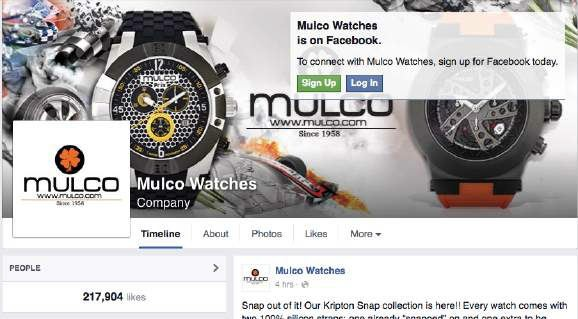 Mulco Watches
is on Facebook.
To connect with Mulco Watches, sign up for Facebook today.
Sign Up Log In
MULCO
45
15
MULCO
www.mulco.com
Since 1958
MULCO
www.mulco.com
Since 1958
Mulco Watches
Company
Timeline About Photos Likes More
PEOPLE
217,904 likes
MULCO
Mulco Watches
4 hrs
Snap out of it! Our Kripton Snap collection is here!! Every watch comes with
two 100% silicon straps: one already "snapped" on and one extra to be